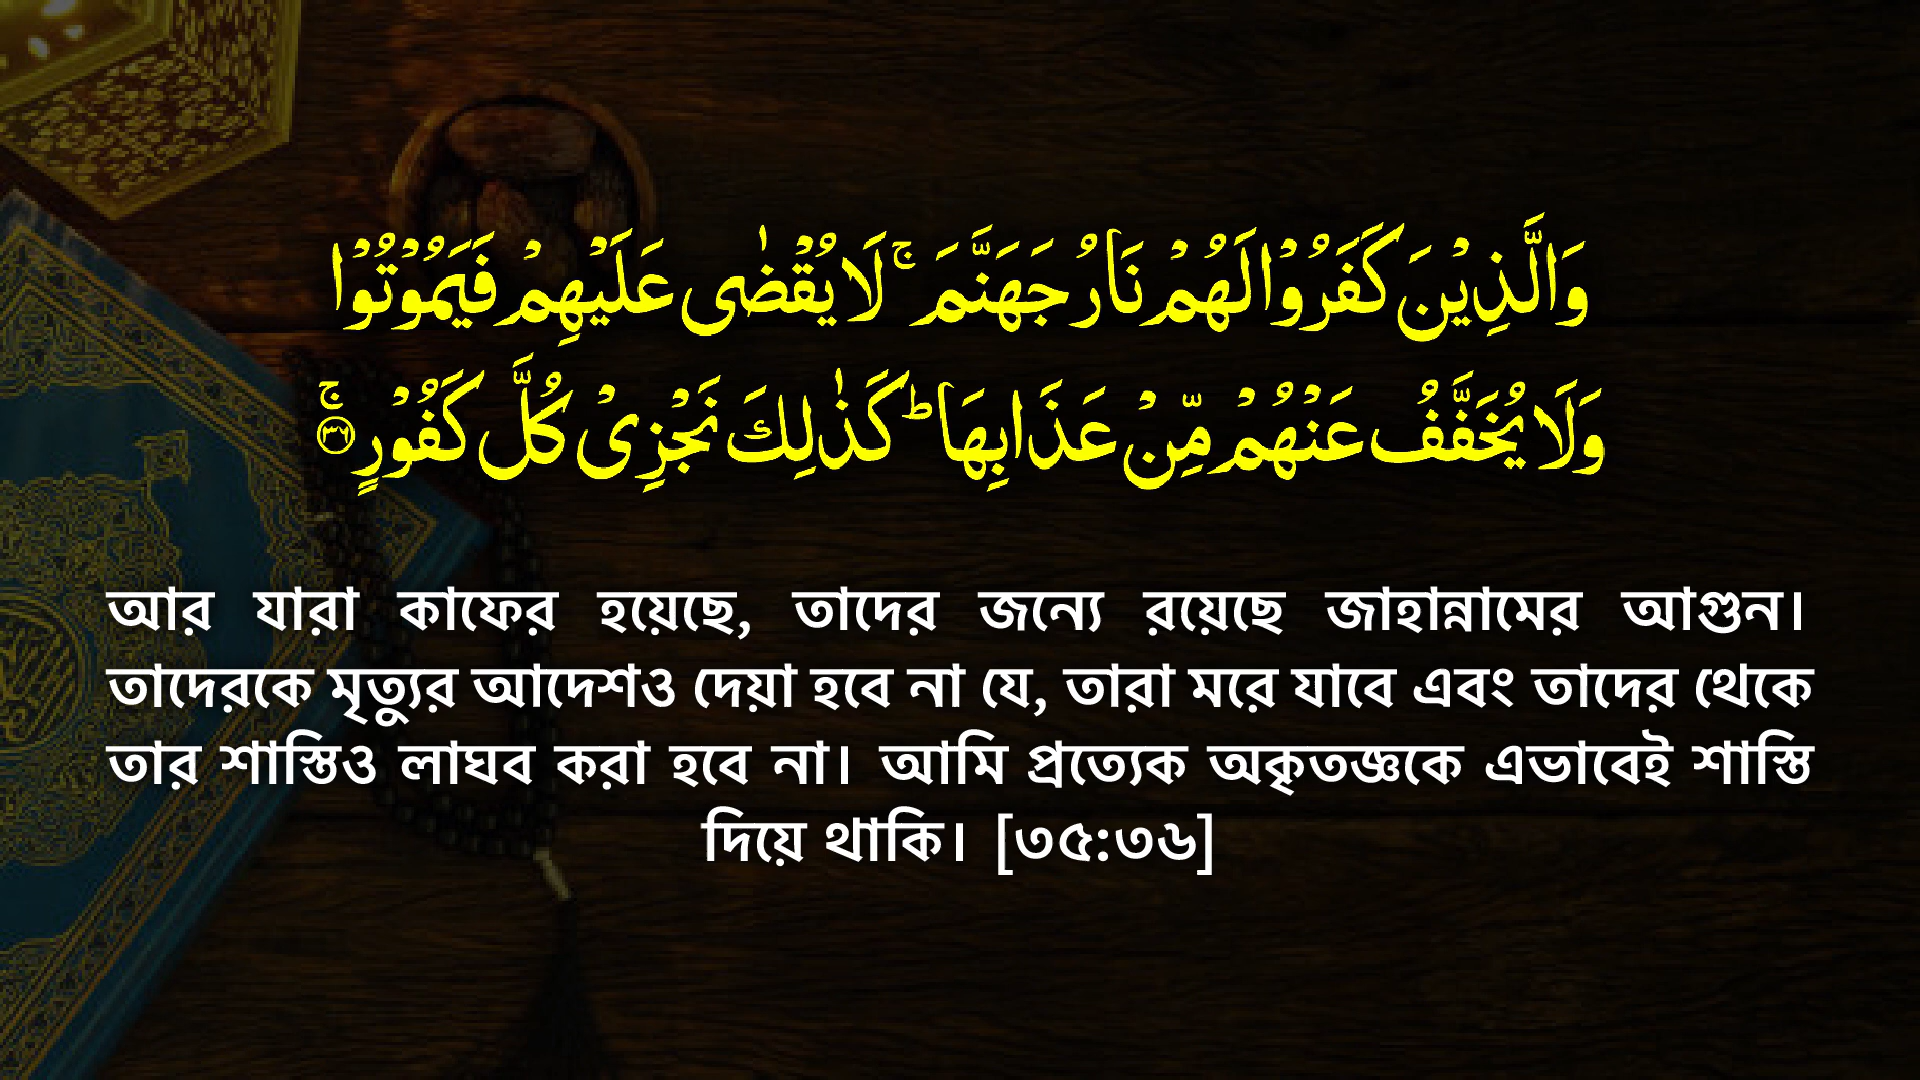 وَالَّذِيْنَ كَفَرُوْا لَهُمْ نَارُ جَهَنَّمَ ۚ لَا يُقْضٰى عَلَيْهِمْ فَيَمُوْتُوْا
وَلَا يُخَفَّفُ عَنْهُمْ مِّنْ عَذَابِهَا ؕ كَذٰلِكَ نَجْزِىْ كُلَّ كَفُوْرٍ ۚ‏﴿۳۶﴾
আর যারা কাফের হয়েছে, তাদের জন্যে রয়েছে জাহান্নামের আগুন।
তাদেরকে মৃত্যুর আদেশও দেয়া হবে না যে, তারা মরে যাবে এবং তাদের থেকে
তার শাস্তিও লাঘব করা হবে না। আমি প্রত্যেক অকৃতজ্ঞকে এভাবেই শাস্তি
দিয়ে থাকি। [৩৫:৩৬]